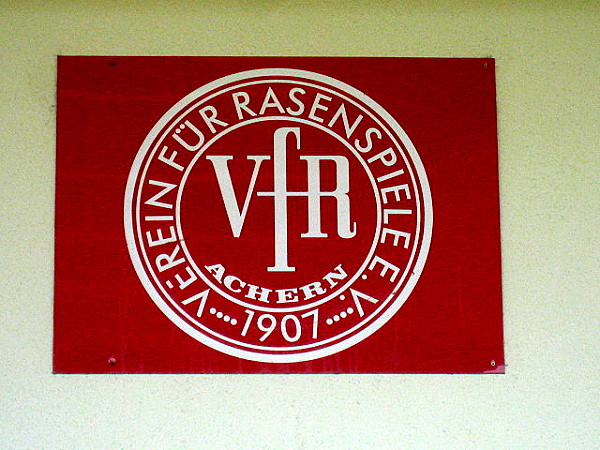 VEREIN FÜR RASENSPIELE E.V.
VfR
ACHERN
····1907····